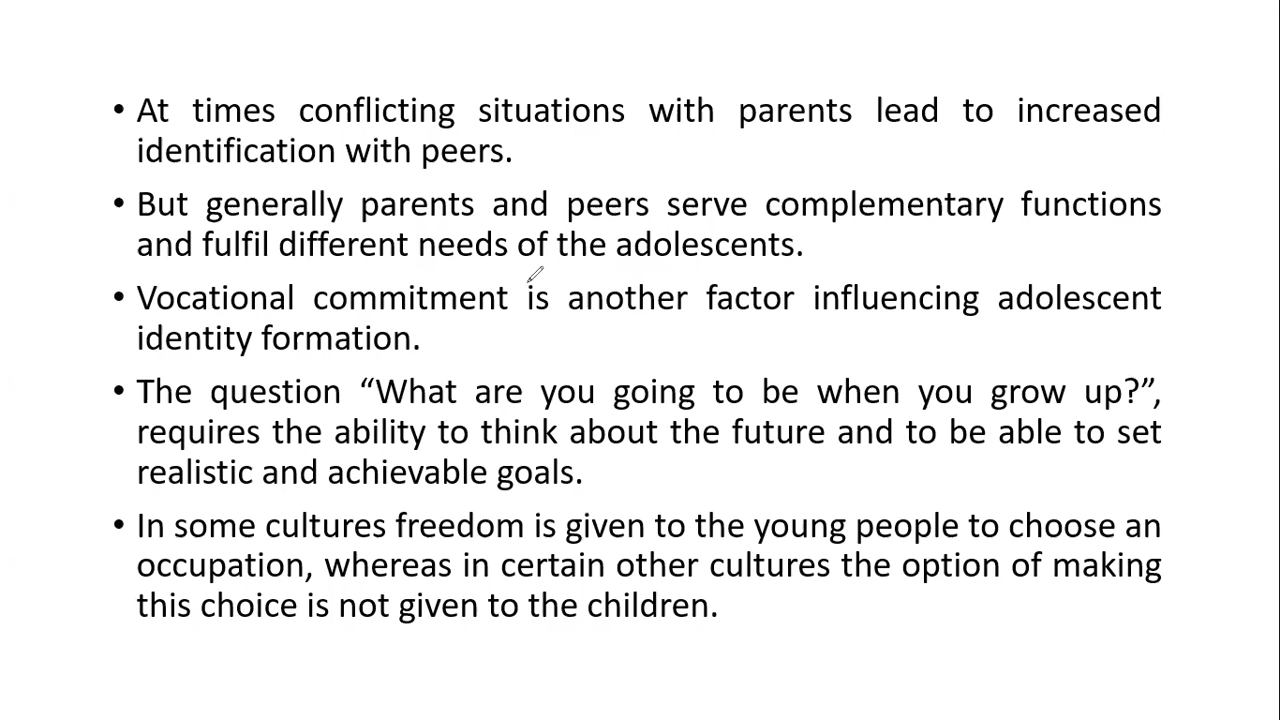 • At times conflicting situations with parents lead to increased
identification with peers.
• But generally parents and peers serve complementary functions
and fulfil different needs of the adolescents.
• Vocational commitment is another factor influencing adolescent
identity formation.
• The question “What are you going to be when you grow up?”,
requires the ability to think about the future and to be able to set
realistic and achievable goals.
• In some cultures freedom is given to the young people to choose an
occupation, whereas in certain other cultures the option of making
this choice is not given to the children.